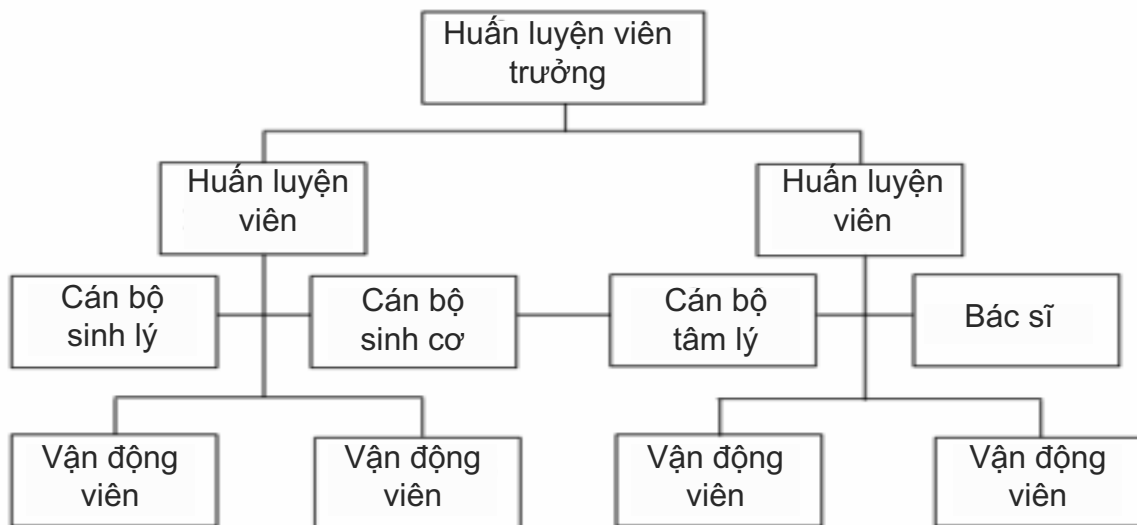 Huấn luyện viên
trưởng
Huấn luyện
viên
Huấn luyện
viên
Cán bộ
sinh lý
Cán bộ
sinh cơ
Cán bộ
tâm lý
Bác sĩ
Vận động
viên
Vận động
viên
Vận động
viên
Vận động
viên